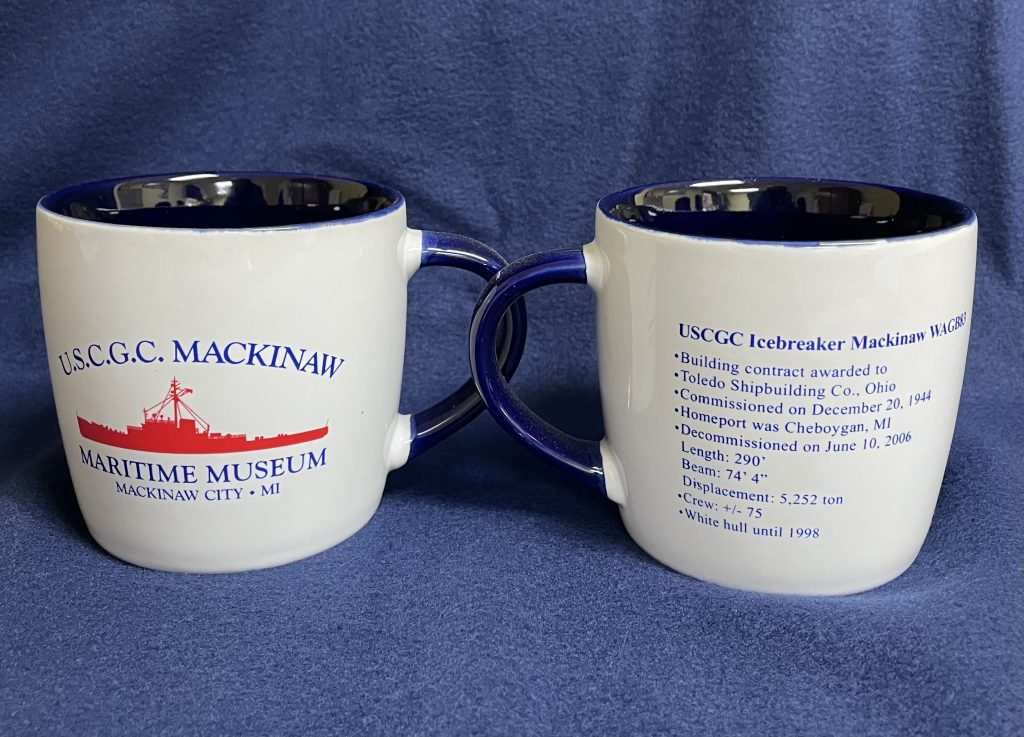 U.S.C.G.C. MACKINAW
MARITIME MUSEUM
MACKINAW CITY • MI
USCGC Icebreaker Mackinaw WAGB83
•Building contract awarded to
•Toledo Shipbuilding Co., Ohio
•Commissioned on December 20, 1944
•Homeport was Cheboygan, MI
•Decommissioned on June 10, 2006
Length: 290'
Beam: 74' 4"
Displacement: 5,252 ton
•Crew: +/- 75
•White hull until 1998